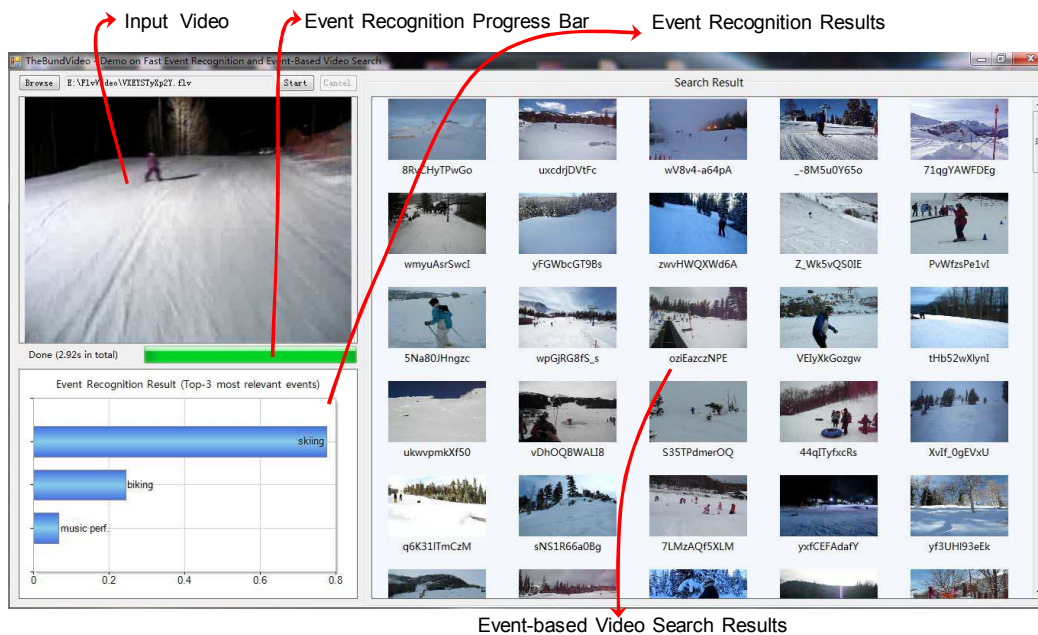 Input Video
Event Recognition Progress Bar
Event Recognition Results
TheBundVideo - Demo on Fast Event Recognition and Event-Based Video Search
Browse E:\FlvVideo\VXEYSTyXp2Y.flv Start Cancel
Search Result
8RvCHyTPwGo uxcdrjDVtFc wV8v4-a64pA _-8M5u0Y65o 71qgYAWFDEg
wmyuAsrSwcI yFGWbcGT9Bs zwvHWQXWd6A Z_Wk5vQS0IE PvWfzsPe1vI
5Na80JHngzc wpGjRG8fS_s oziEazczNPE VEIyXkGozgw tHb52wXlynI
Done (2.92s in total)
Event Recognition Result (Top-3 most relevant events)
skiing
biking
music perf.
0 0.2 0.4 0.6 0.8
ukwvpmkXf50 vDhOQBWALI8 S35TPdmerOQ 44qITyfxcRs XvIf_0gEVxU
q6K31lTmCzM sNS1R66a0Bg 7LMzAQf5XLM yxfCEFAdafY yf3UHI93eEk
Event-based Video Search Results